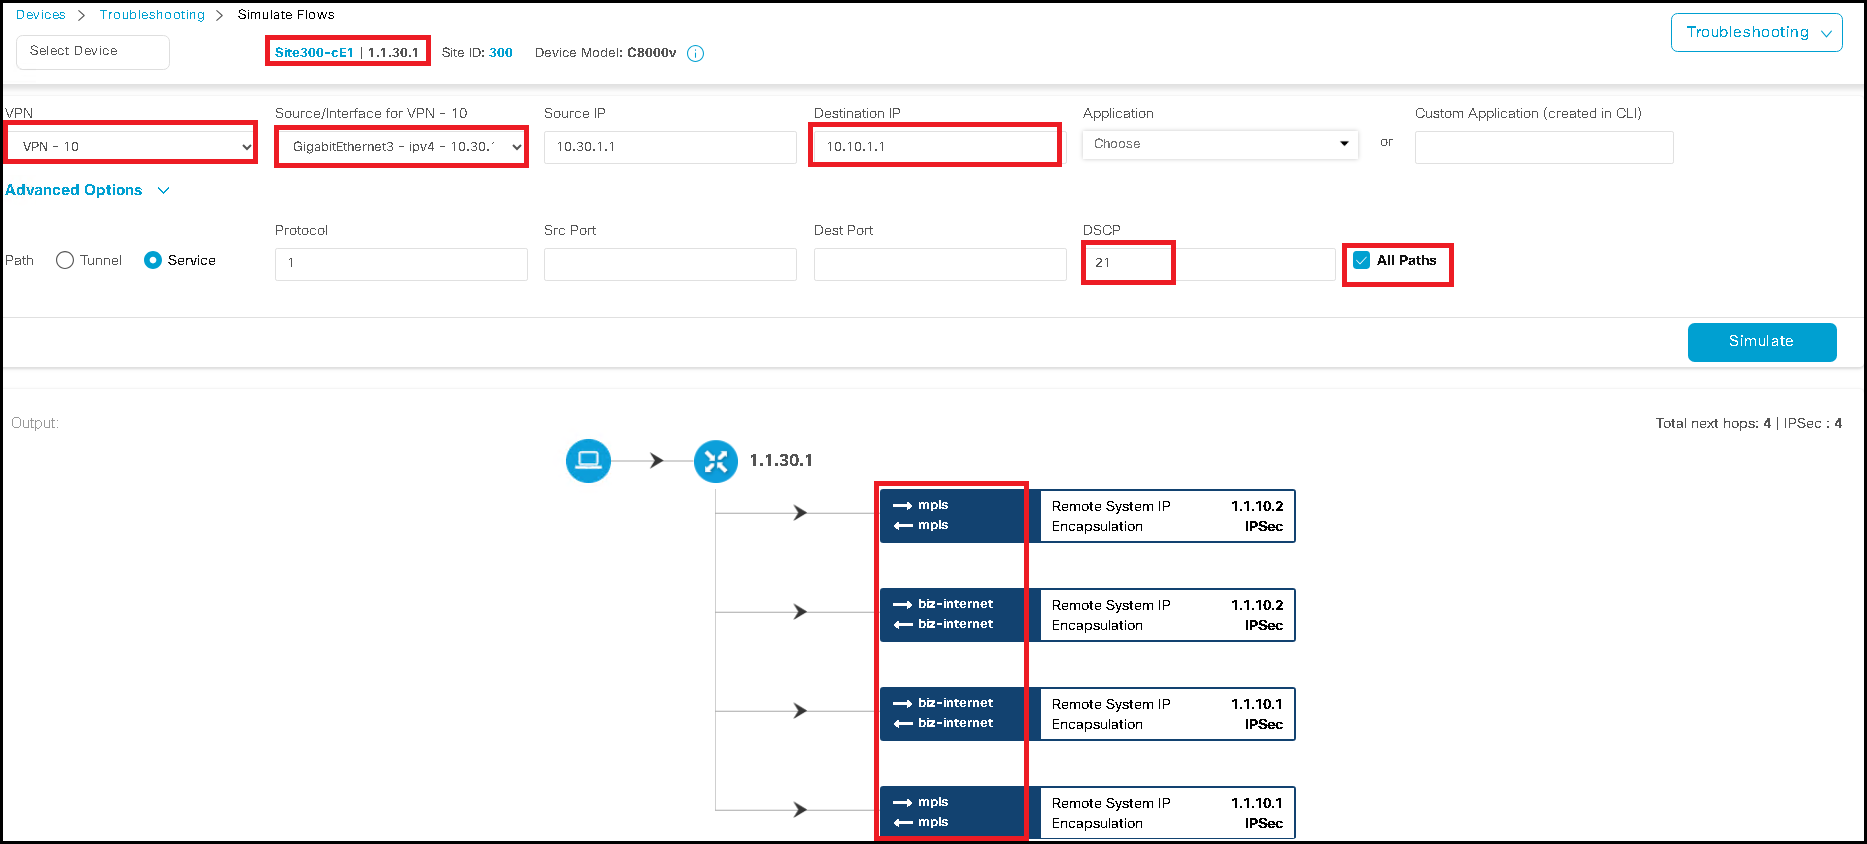 Devices > Troubleshooting > Simulate Flows
Select Device
Site300-cE1 | 1.1.30.1 Site ID: 300 Device Model: C8000v
Troubleshooting
VPN Source/Interface for VPN - 10 Source IP Destination IP Application Custom Application (created in CLI)
VPN - 10 GigabitEthernet3 - ipv4 - 10.30. 10.30.1.1 10.10.1.1 Choose or
Advanced Options
Protocol Src Port Dest Port DSCP
Path Tunnel Service 1 21 All Paths
Simulate
Output:
Total next hops: 4 | IPSec : 4
1.1.30.1
→ mpls Remote System IP 1.1.10.2
← mpls Encapsulation IPSec
→ biz-internet Remote System IP 1.1.10.2
← biz-internet Encapsulation IPSec
→ biz-internet Remote System IP 1.1.10.1
← biz-internet Encapsulation IPSec
→ mpls Remote System IP 1.1.10.1
← mpls Encapsulation IPSec